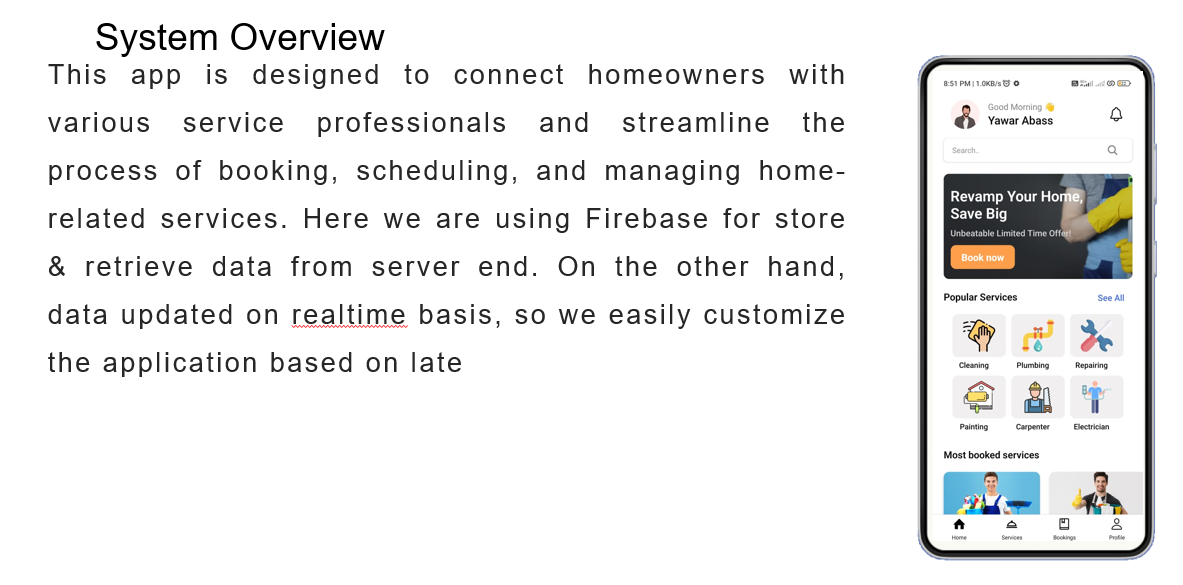 System Overview
This app is designed to connect homeowners with
various service professionals and streamline the
process of booking, scheduling, and managing home-
related services. Here we are using Firebase for store
& retrieve data from server end. On the other hand,
data updated on realtime basis, so we easily customize
the application based on late
8:51 PM | 1.0KB/s
Good Morning 👋
Yawar Abass
Search..
Revamp Your Home,
Save Big
Unbeatable Limited Time Offer!
Book now
Popular Services See All
Cleaning Plumbing Repairing
Painting Carpenter Electrician
Most booked services
Home Services Bookings Profile